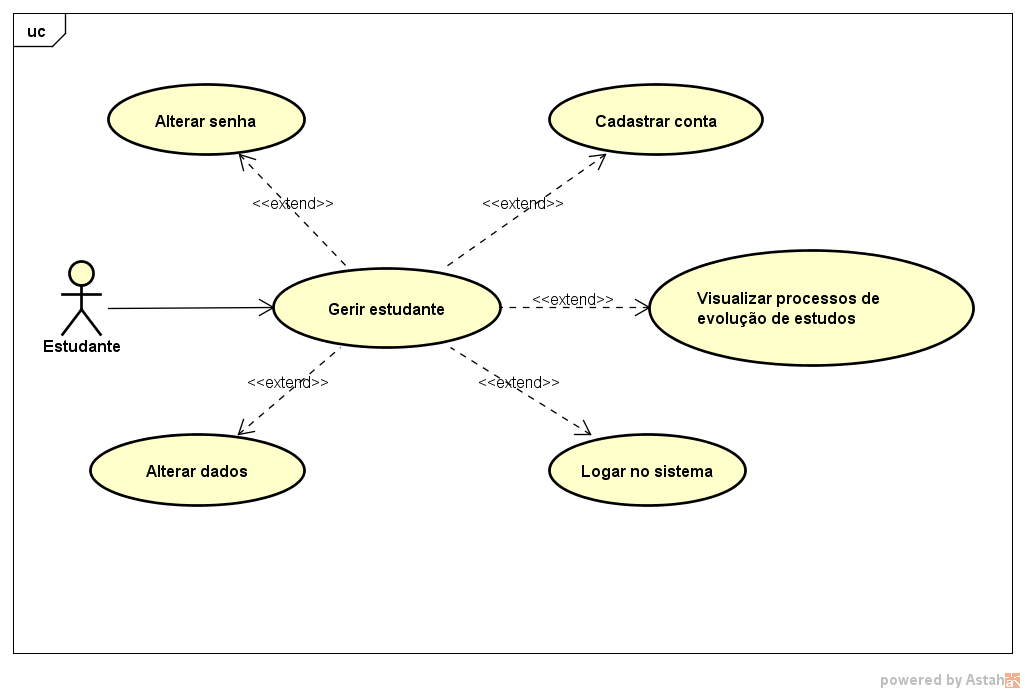 uc
Alterar senha
Cadastrar conta
<<extend>>
<<extend>>
Estudante
Gerir estudante
<<extend>>
Visualizar processos de
evolução de estudos
<<extend>>
<<extend>>
Alterar dados
Logar no sistema
powered by Astah